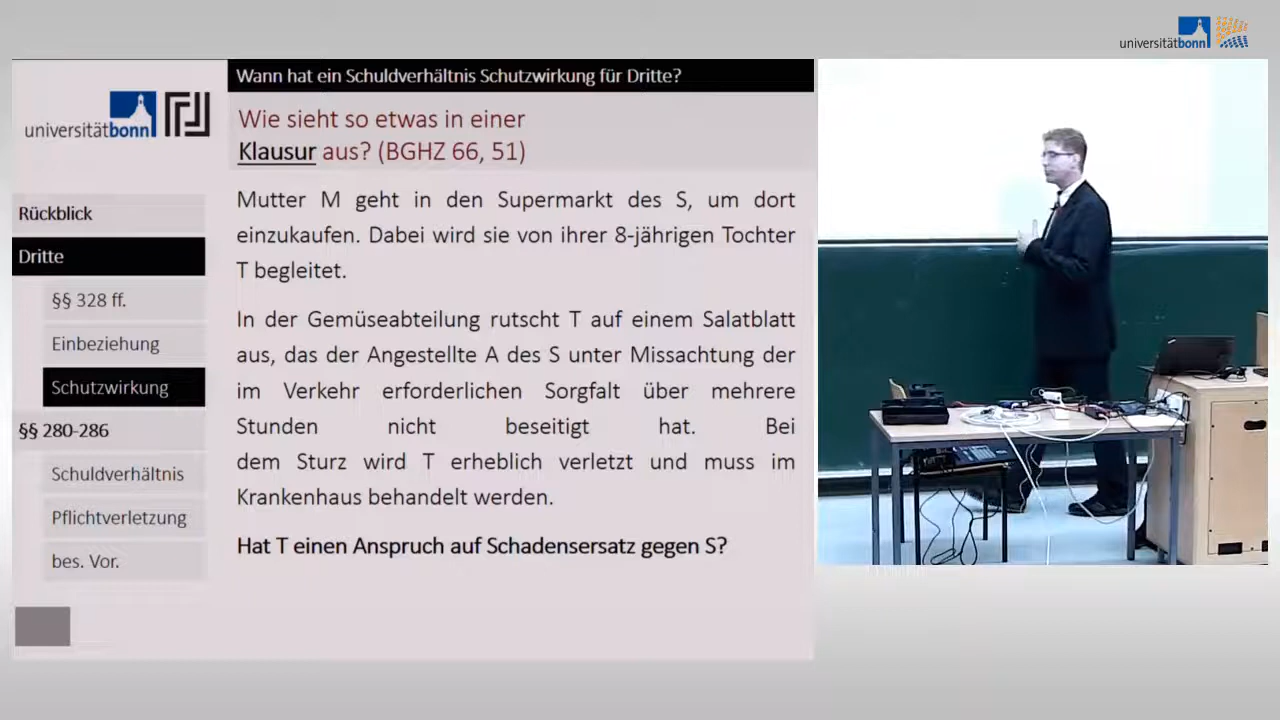 universitätbonn
Wann hat ein Schuldverhältnis Schutzwirkung für Dritte?
universitätbonn
Wie sieht so etwas in einer
Klausur aus? (BGHZ 66, 51)
Rückblick
Dritte
§§ 328 ff.
Einbeziehung
Schutzwirkung
§§ 280-286
Schuldverhältnis
Pflichtverletzung
bes. Vor.
Mutter M geht in den Supermarkt des S, um dort
einzukaufen. Dabei wird sie von ihrer 8-jährigen Tochter
T begleitet.
In der Gemüseabteilung rutscht T auf einem Salatblatt
aus, das der Angestellte A des S unter Missachtung der
im Verkehr erforderlichen Sorgfalt über mehrere
Stunden nicht beseitigt hat. Bei
dem Sturz wird T erheblich verletzt und muss im
Krankenhaus behandelt werden.
Hat T einen Anspruch auf Schadensersatz gegen S?